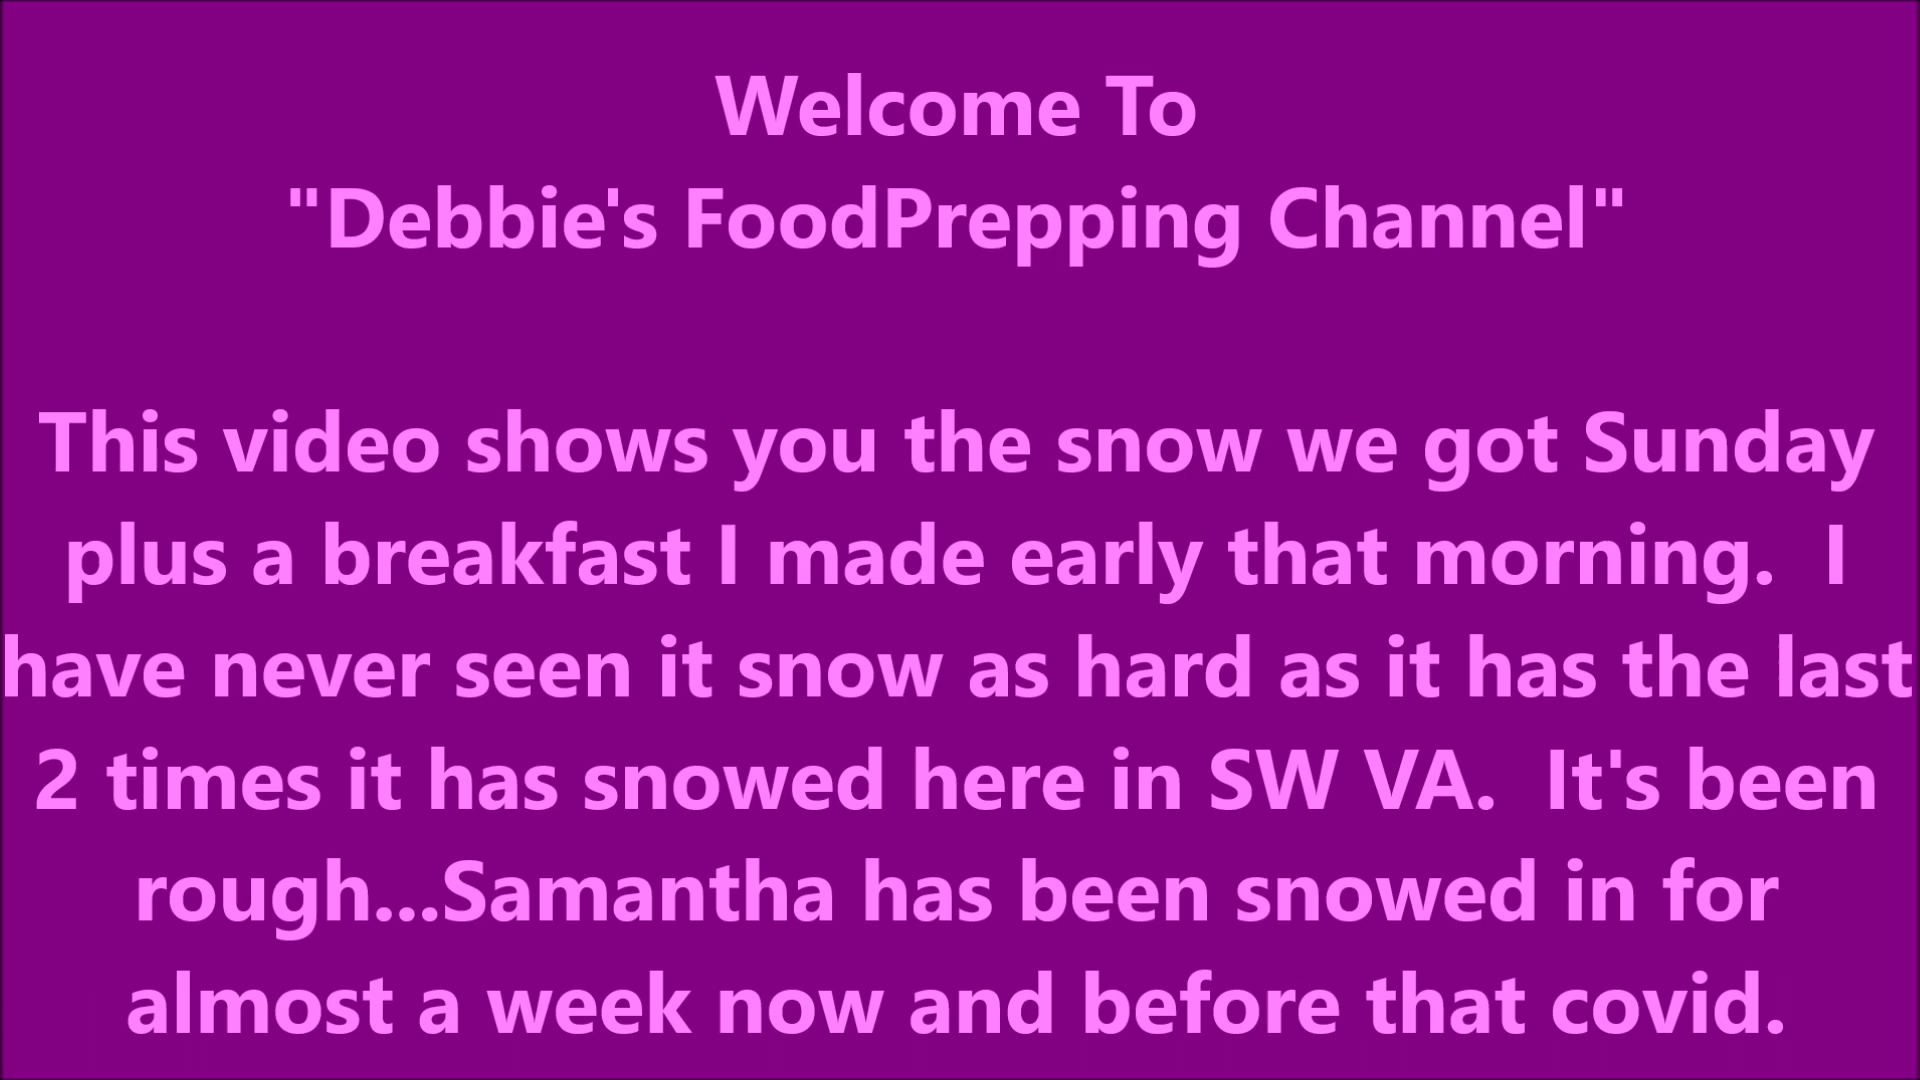 Welcome To
"Debbie's FoodPrepping Channel"
This video shows you the snow we got Sunday
plus a breakfast I made early that morning.  I
have never seen it snow as hard as it has the last
2 times it has snowed here in SW VA.  It's been
rough...Samantha has been snowed in for
almost a week now and before that covid.